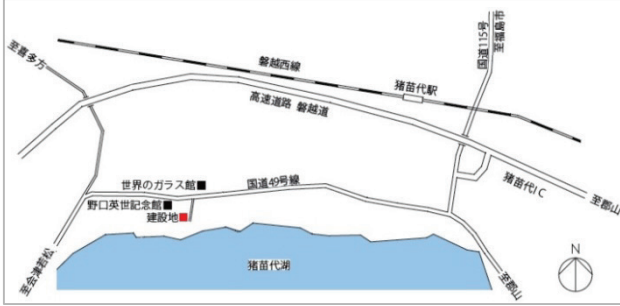 至喜多方
磐越西線
猪苗代駅
国道115号
至福島市
高速道路 磐越道
世界のガラス館
国道49号線
猪苗代IC
野口英世記念館
建設地
至郡山
至会津若松
猪苗代湖
至郡山
N